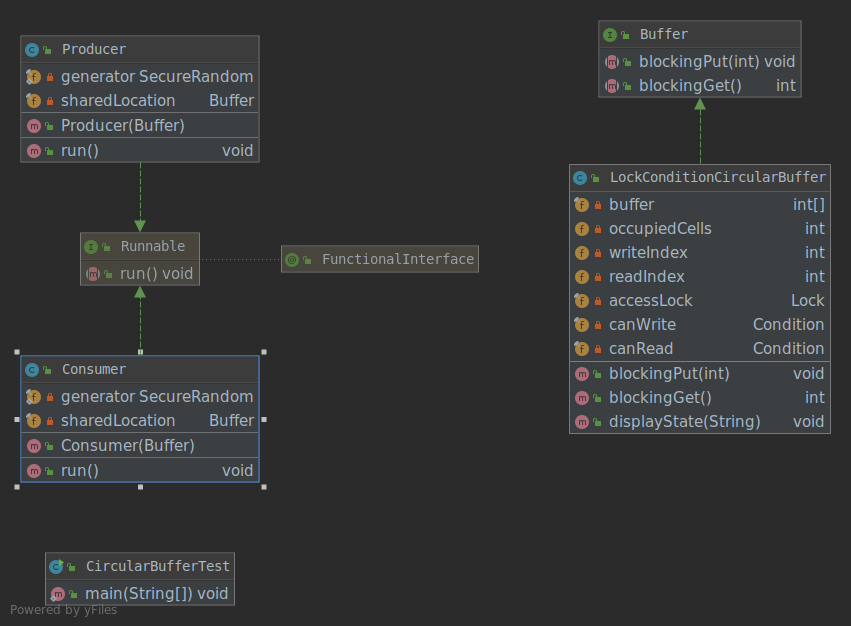 Producer
generator SecureRandom
sharedLocation Buffer
Producer(Buffer)
run() void
Runnable
run() void
FunctionalInterface
Consumer
generator SecureRandom
sharedLocation Buffer
Consumer(Buffer)
run() void
CircularBufferTest
main(String[]) void
Buffer
blockingPut(int) void
blockingGet() int
LockConditionCircularBuffer
buffer int[]
occupiedCells int
writeIndex int
readIndex int
accessLock Lock
canWrite Condition
canRead Condition
blockingPut(int) void
blockingGet() int
displayState(String) void
Powered by yFiles